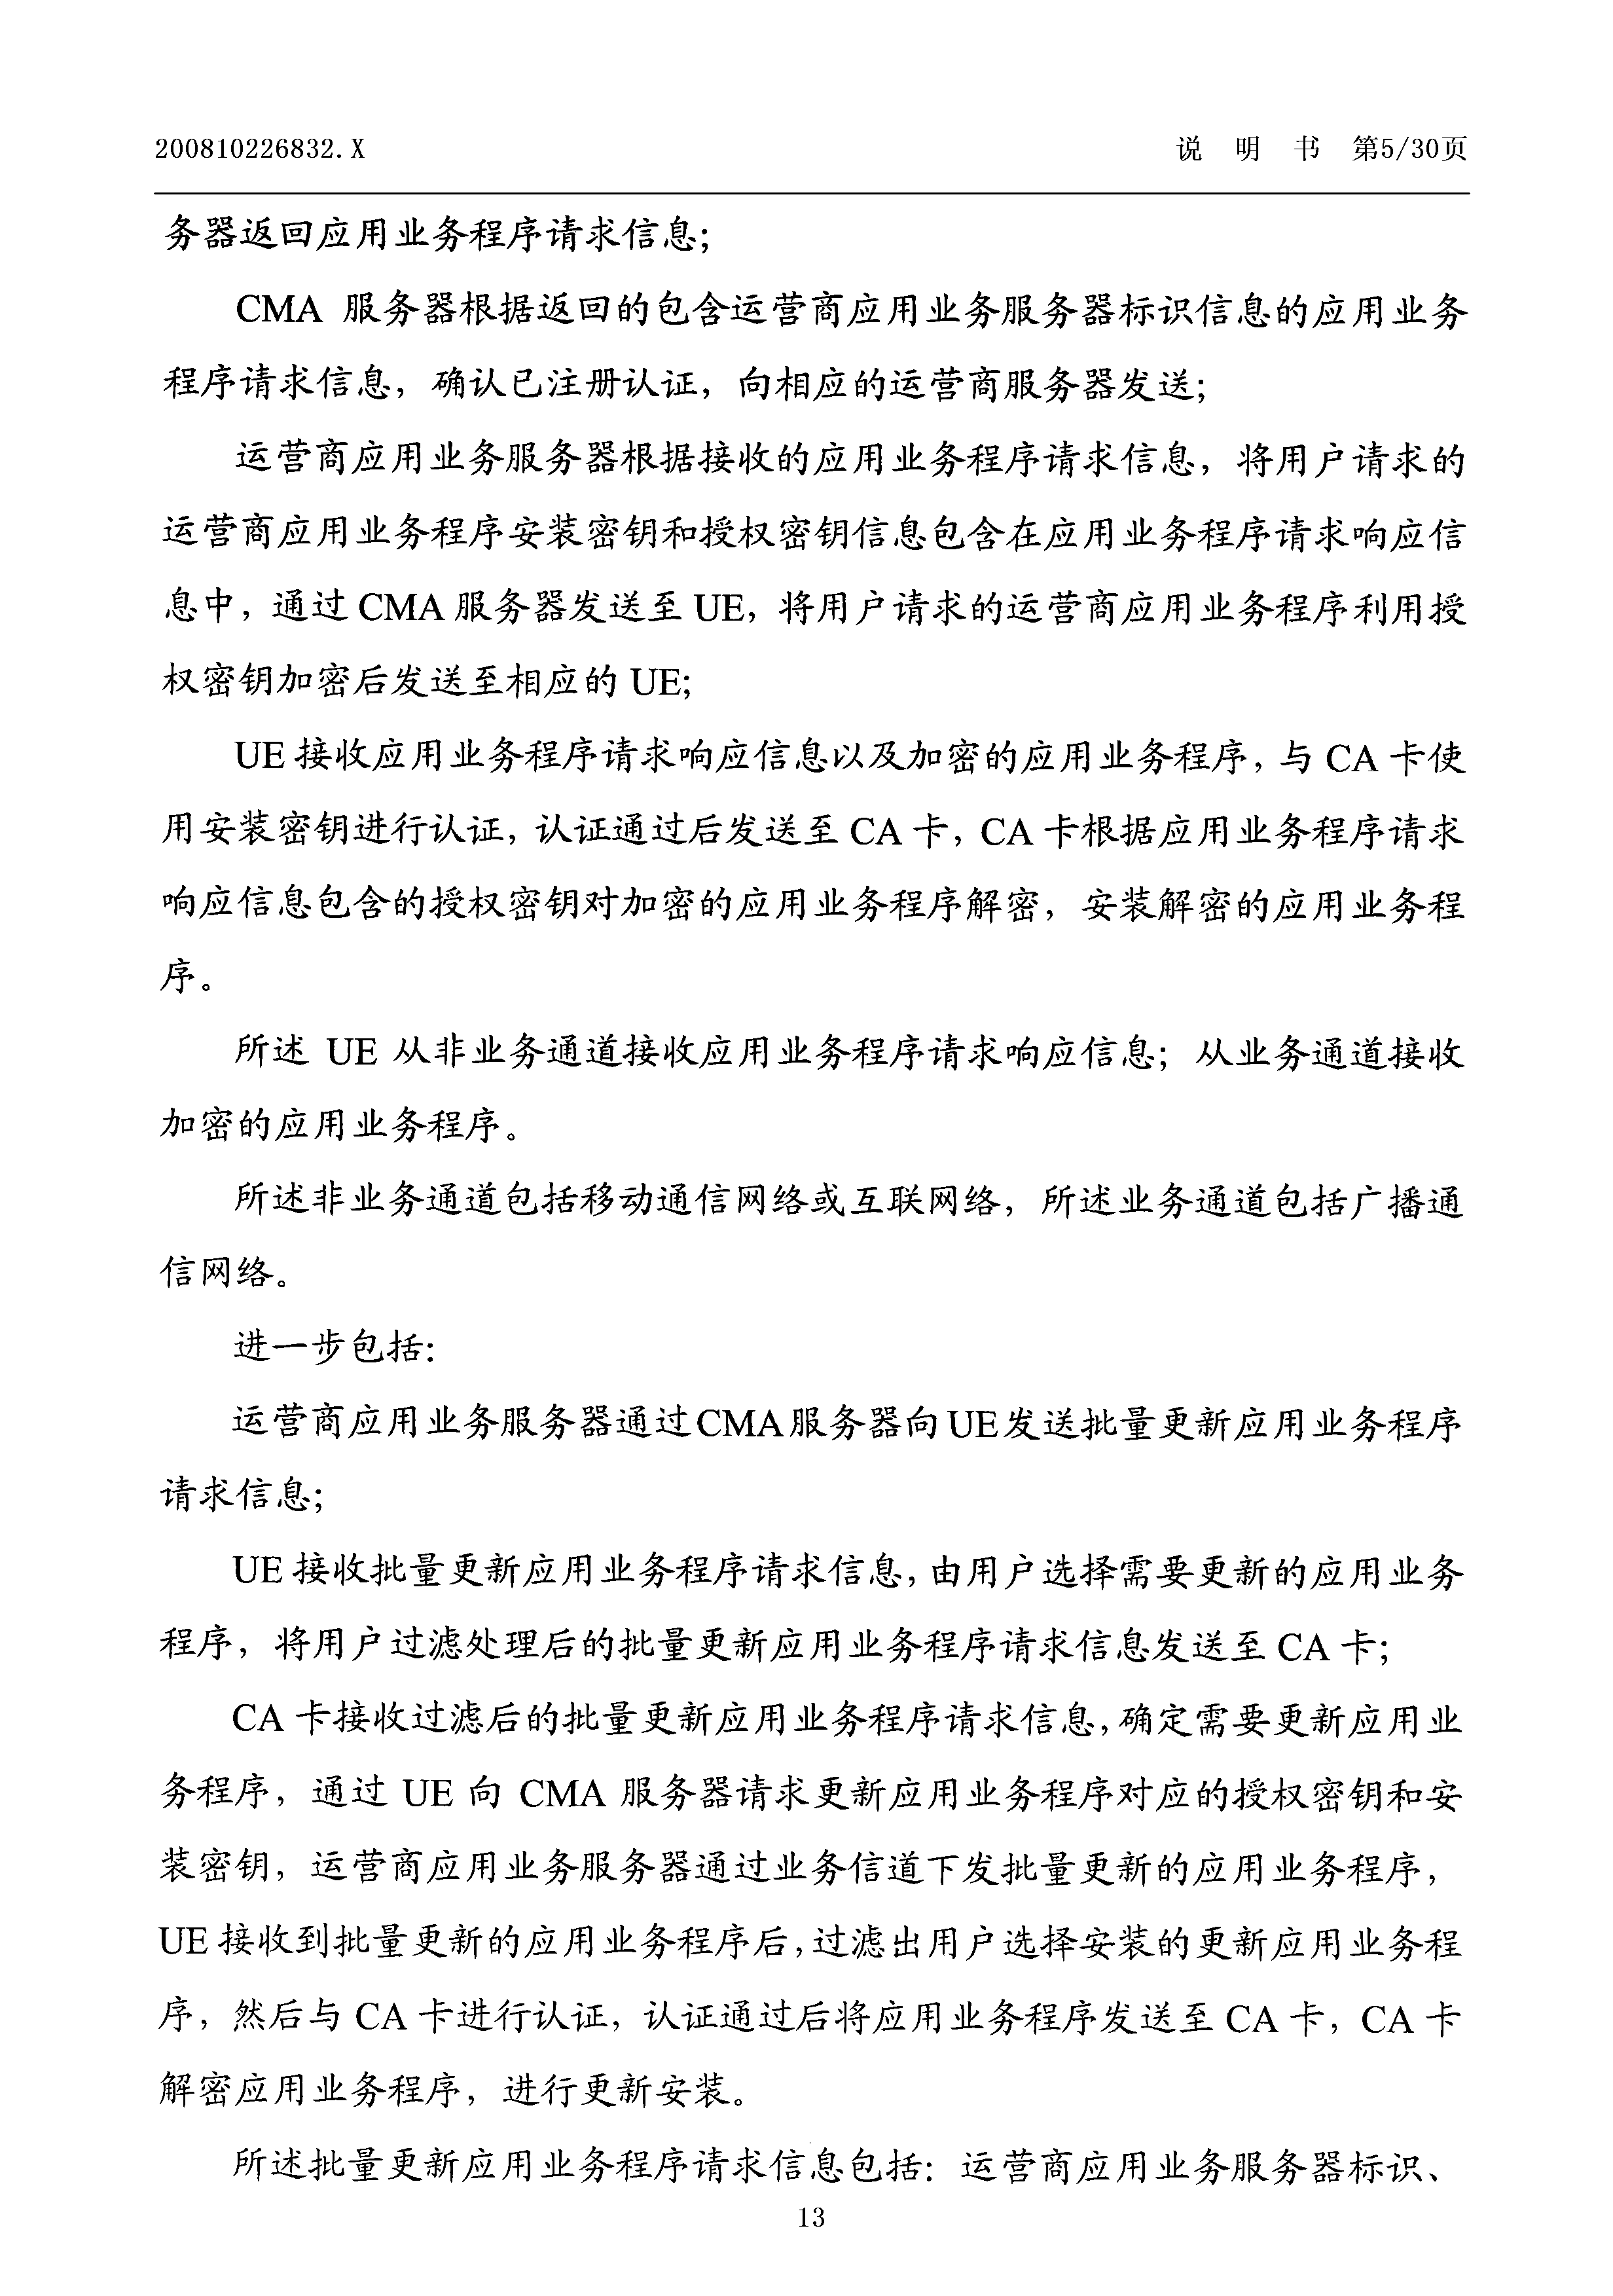 200810226832.X 说 明 书 第5/30页
务器返回应用业务程序请求信息;
CMA 服务器根据返回的包含运营商应用业务服务器标识信息的应用业务
程序请求信息，确认已注册认证，向相应的运营商服务器发送;
运营商应用业务服务器根据接收的应用业务程序请求信息，将用户请求的
运营商应用业务程序安装密钥和授权密钥信息包含在应用业务程序请求响应信
息中，通过 CMA 服务器发送至 UE，将用户请求的运营商应用业务程序利用授
权密钥加密后发送至相应的 UE;
UE 接收应用业务程序请求响应信息以及加密的应用业务程序，与 CA 卡使
用安装密钥进行认证，认证通过后发送至 CA 卡，CA 卡根据应用业务程序请求
响应信息包含的授权密钥对加密的应用业务程序解密，安装解密的应用业务程
序。
所述 UE 从非业务通道接收应用业务程序请求响应信息；从业务通道接收
加密的应用业务程序。
所述非业务通道包括移动通信网络或互联网络，所述业务通道包括广播通
信网络。
进一步包括:
运营商应用业务服务器通过CMA服务器向UE发送批量更新应用业务程序
请求信息;
UE 接收批量更新应用业务程序请求信息，由用户选择需要更新的应用业务
程序，将用户过滤处理后的批量更新应用业务程序请求信息发送至 CA 卡;
CA 卡接收过滤后的批量更新应用业务程序请求信息，确定需要更新应用业
务程序，通过 UE 向 CMA 服务器请求更新应用业务程序对应的授权密钥和安
装密钥，运营商应用业务服务器通过业务信道下发批量更新的应用业务程序，
UE 接收到批量更新的应用业务程序后，过滤出用户选择安装的更新应用业务程
序，然后与 CA 卡进行认证，认证通过后将应用业务程序发送至 CA 卡，CA 卡
解密应用业务程序，进行更新安装。
所述批量更新应用业务程序请求信息包括：运营商应用业务服务器标识、
13